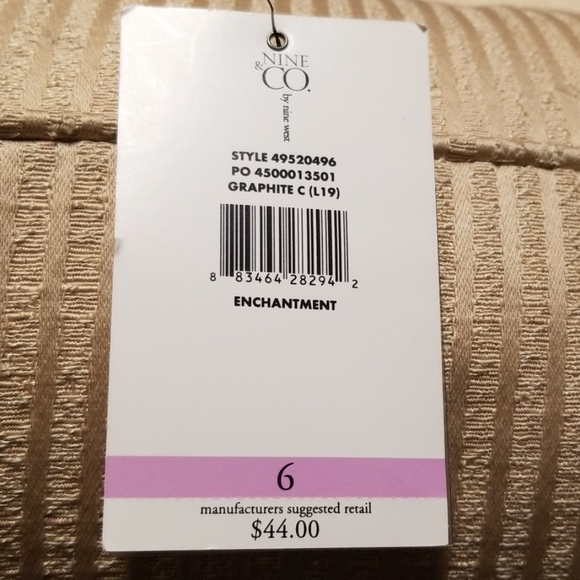 NINE
& CO.
by nine west
STYLE 49520496
PO 4500013501
GRAPHITE C (L19)
8 83464 28294 2
ENCHANTMENT
6
manufacturers suggested retail
$44.00